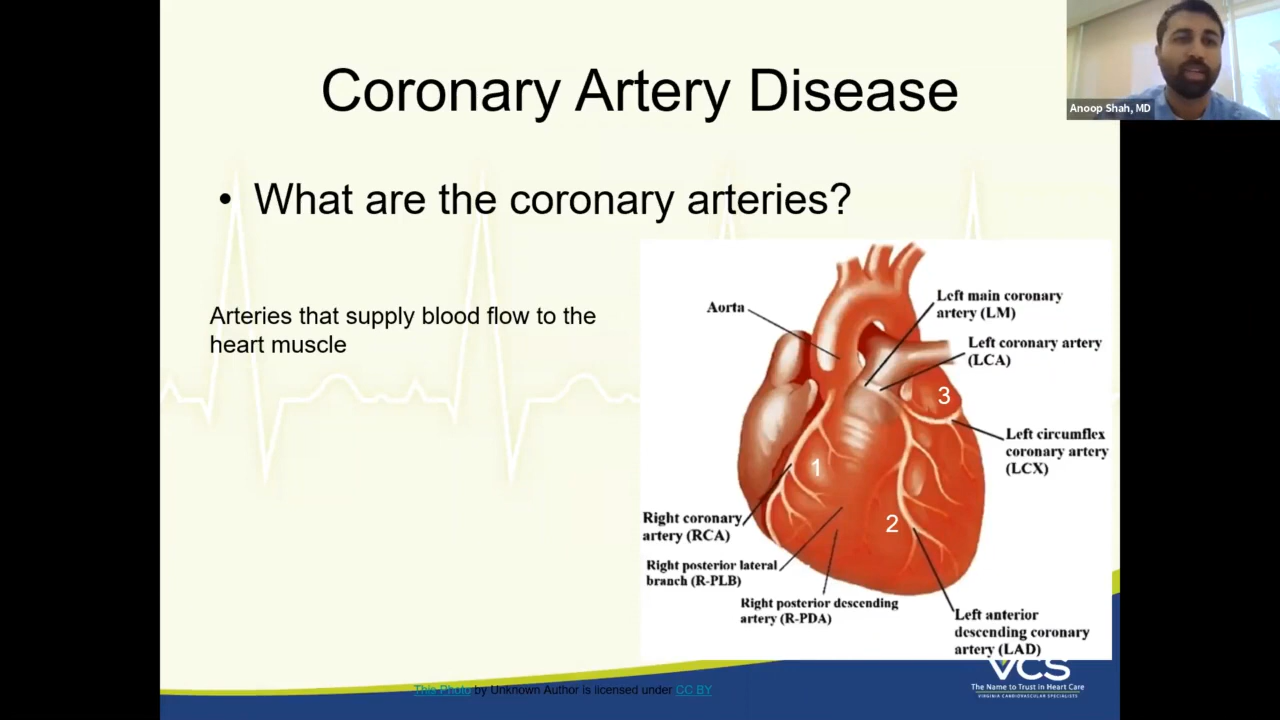 Coronary Artery Disease
Anoop Shah, MD
• What are the coronary arteries?
Arteries that supply blood flow to the
heart muscle
Aorta
Left main coronary
artery (LM)
Left coronary artery
(LCA)
3
Left circumflex
coronary artery
(LCX)
1
2
Right coronary
artery (RCA)
Right posterior lateral
branch (R-PLB)
Right posterior descending
artery (R-PDA)
Left anterior
descending coronary
artery (LAD)
VCS
The Name to Trust in Heart Care
VIRGINIA CARDIOVASCULAR SPECIALISTS
This Photo by Unknown Author is licensed under CC BY